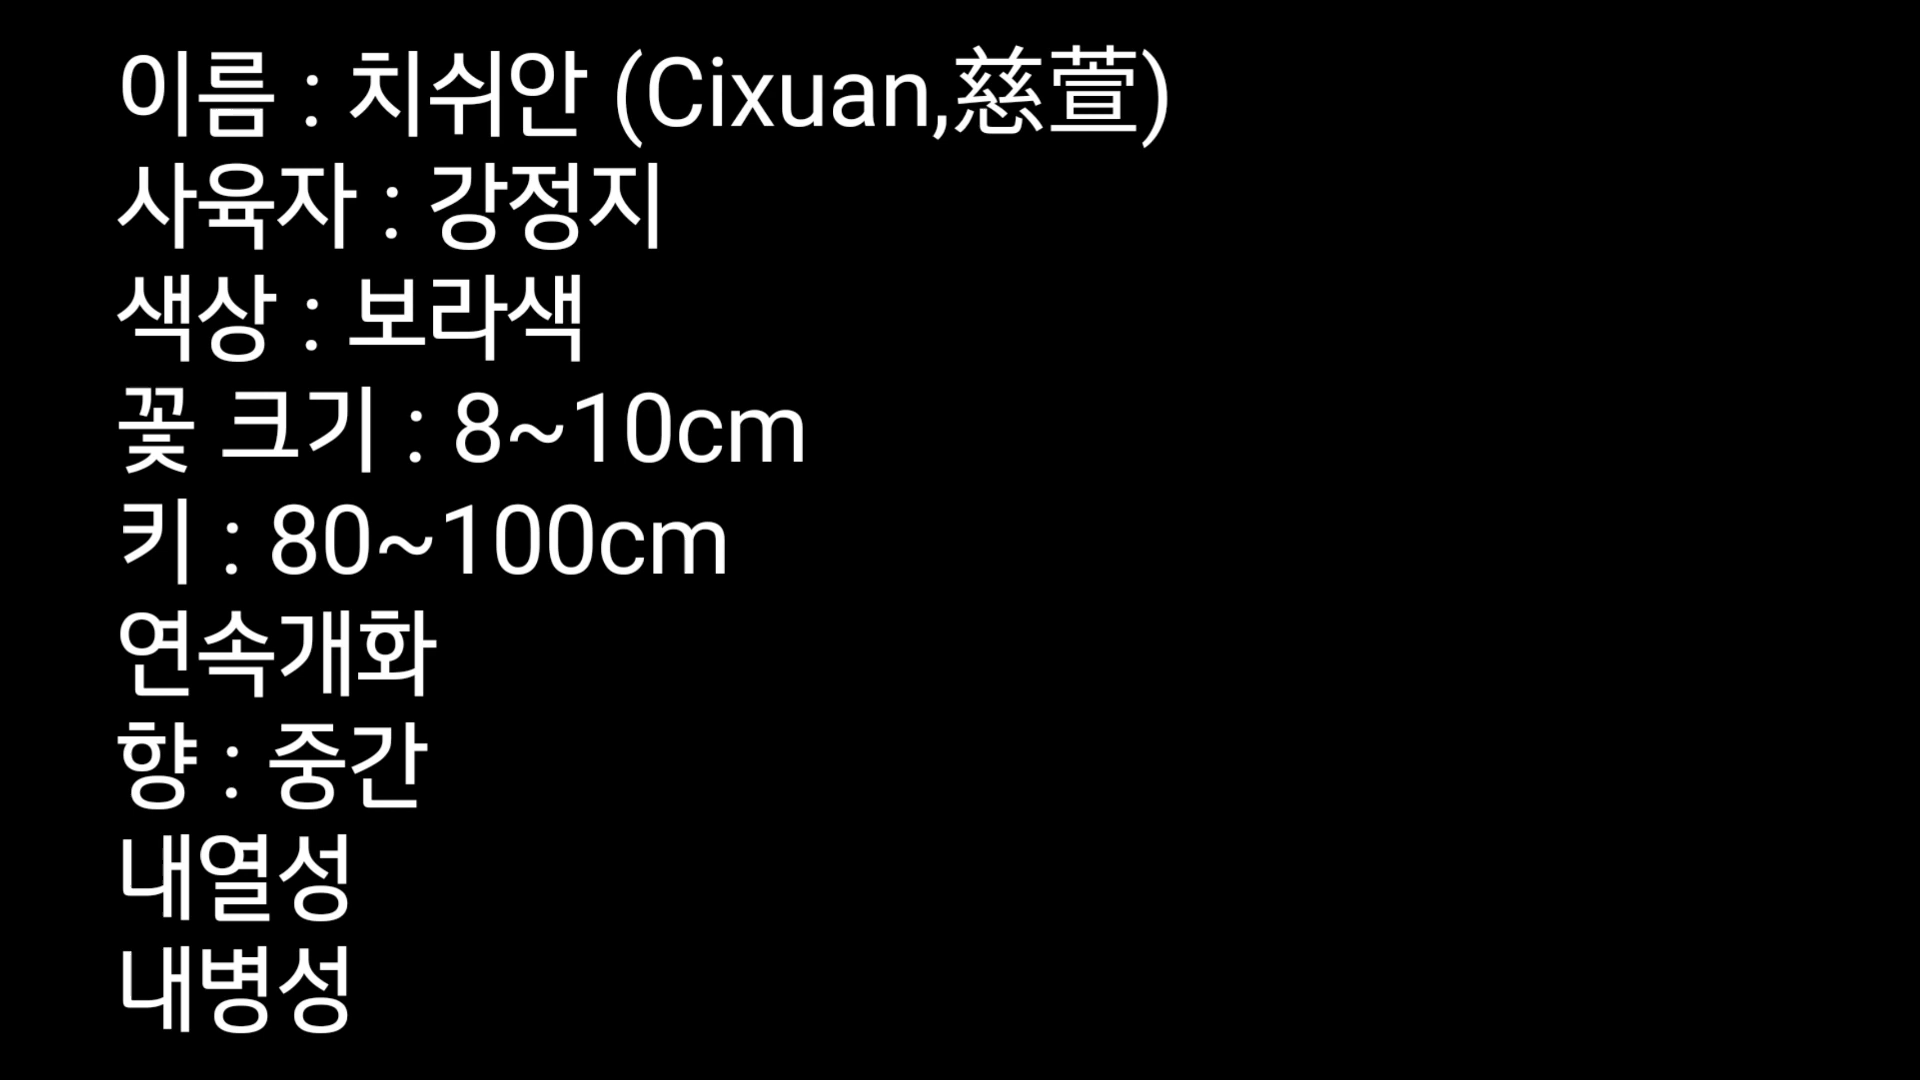 이름 : 치쉬안 (Cixuan,慈萱)
사육자 : 강정지
색상 : 보라색
꽃 크기 : 8~10cm
키 : 80~100cm
연속개화
향 : 중간
내열성
내병성